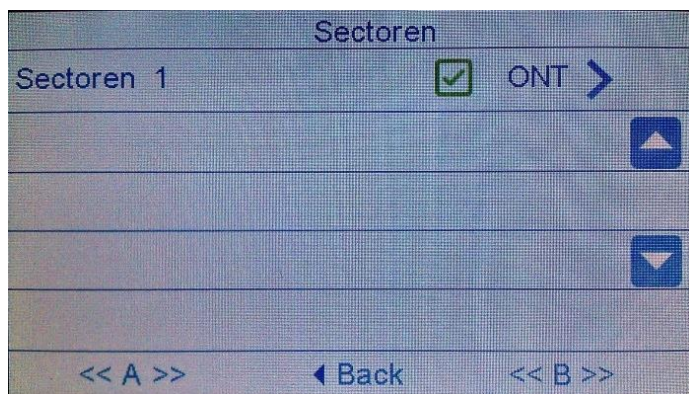 Sectoren
Sectoren 1 ONT
<< A >> Back << B >>